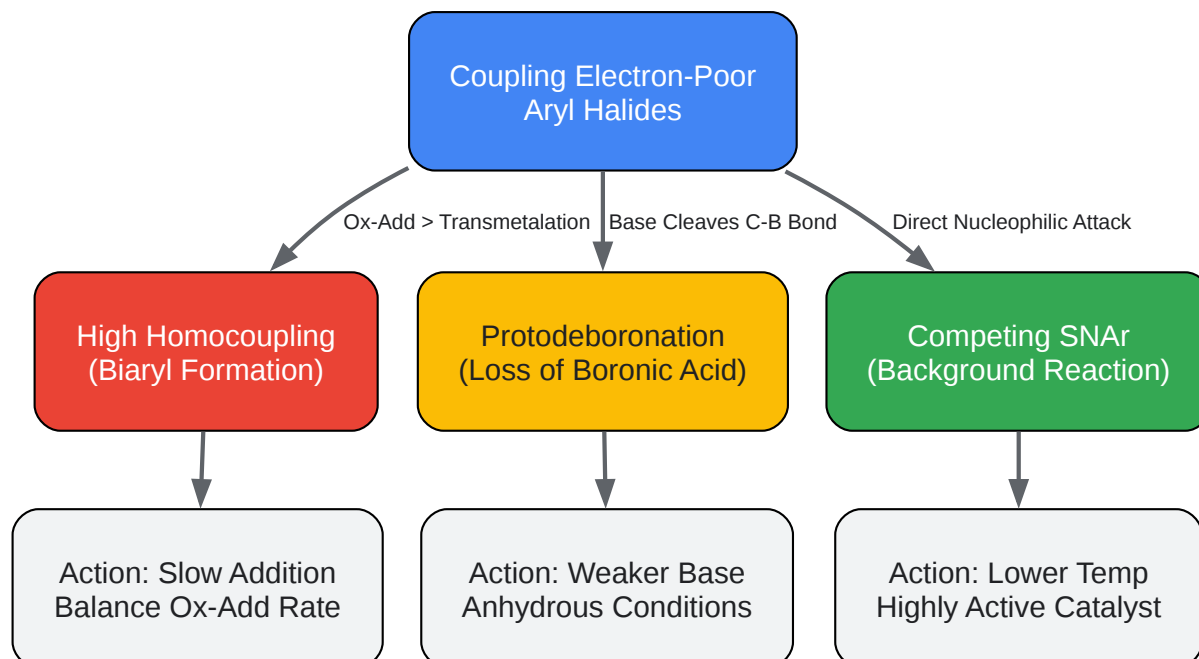 Coupling Electron-Poor
Aryl Halides
Ox-Add > Transmetalation
Base Cleaves C-B Bond
Direct Nucleophilic Attack
High Homocoupling
(Biaryl Formation)
Protodeboronation
(Loss of Boronic Acid)
Competing SNAr
(Background Reaction)
Action: Slow Addition
Balance Ox-Add Rate
Action: Weaker Base
Anhydrous Conditions
Action: Lower Temp
Highly Active Catalyst